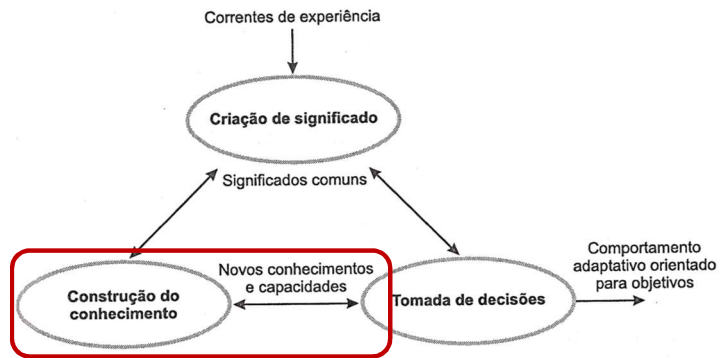 Correntes de experiência
Criação de significado
Significados comuns
Construção do
conhecimento
Novos conhecimentos
e capacidades
Tomada de decisões
Comportamento
adaptativo orientado
para objetivos